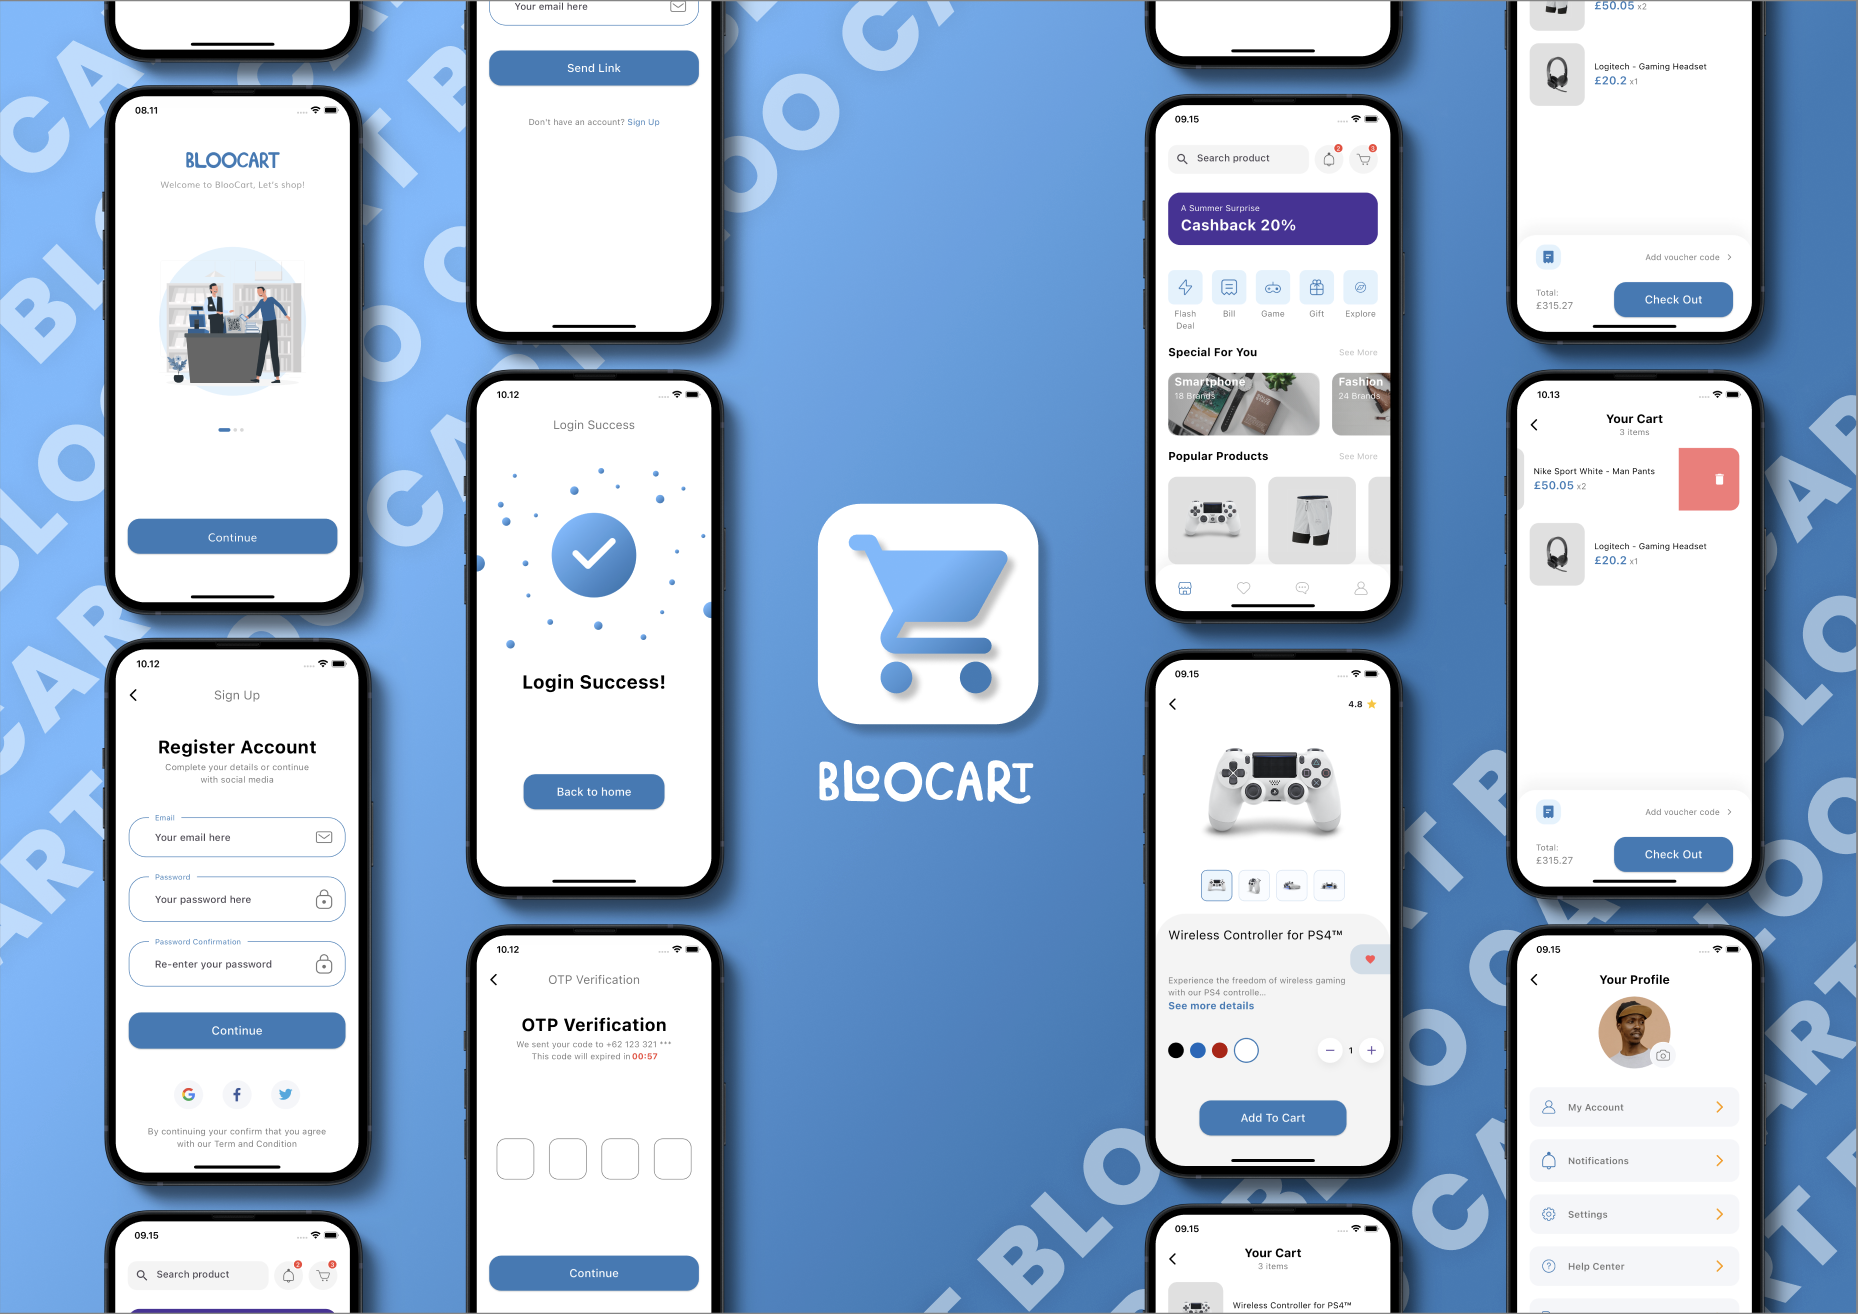 08.11
BLOOCART
Welcome to BlooCart, Let's shop!
Continue
10.12
Sign Up
Register Account
Complete your details or continue
with social media
Email
Your email here
Password
Your password here
Password Confirmation
Re-enter your password
Continue
By continuing your confirm that you agree
with our Term and Condition
09.15
Search product
2
3
Your email here
Send Link
Don't have an account? Sign Up
10.12
Login Success
Login Success!
Back to home
10.12
OTP Verification
OTP Verification
We sent your code to +62 123 321 ***
This code will expired in 00:57
Continue
BLOOCART
09.15
Search product
2
3
A Summer Surprise
Cashback 20%
Flash
Deal
Bill
Game
Gift
Explore
Special For You
See More
Smartphone
18 Brands
Fashion
24 Brands
Popular Products
See More
09.15
4.8
Wireless Controller for PS4™
Experience the freedom of wireless gaming
with our PS4 controlle...
See more details
1
Add To Cart
09.15
Your Cart
3 items
Wireless Controller for PS4™
£50.05 x2
Logitech - Gaming Headset
£20.2 x1
Add voucher code
Total:
£315.27
Check Out
10.13
Your Cart
3 items
Nike Sport White - Man Pants
£50.05 x2
Logitech - Gaming Headset
£20.2 x1
Add voucher code
Total:
£315.27
Check Out
09.15
Your Profile
My Account
Notifications
Settings
Help Center